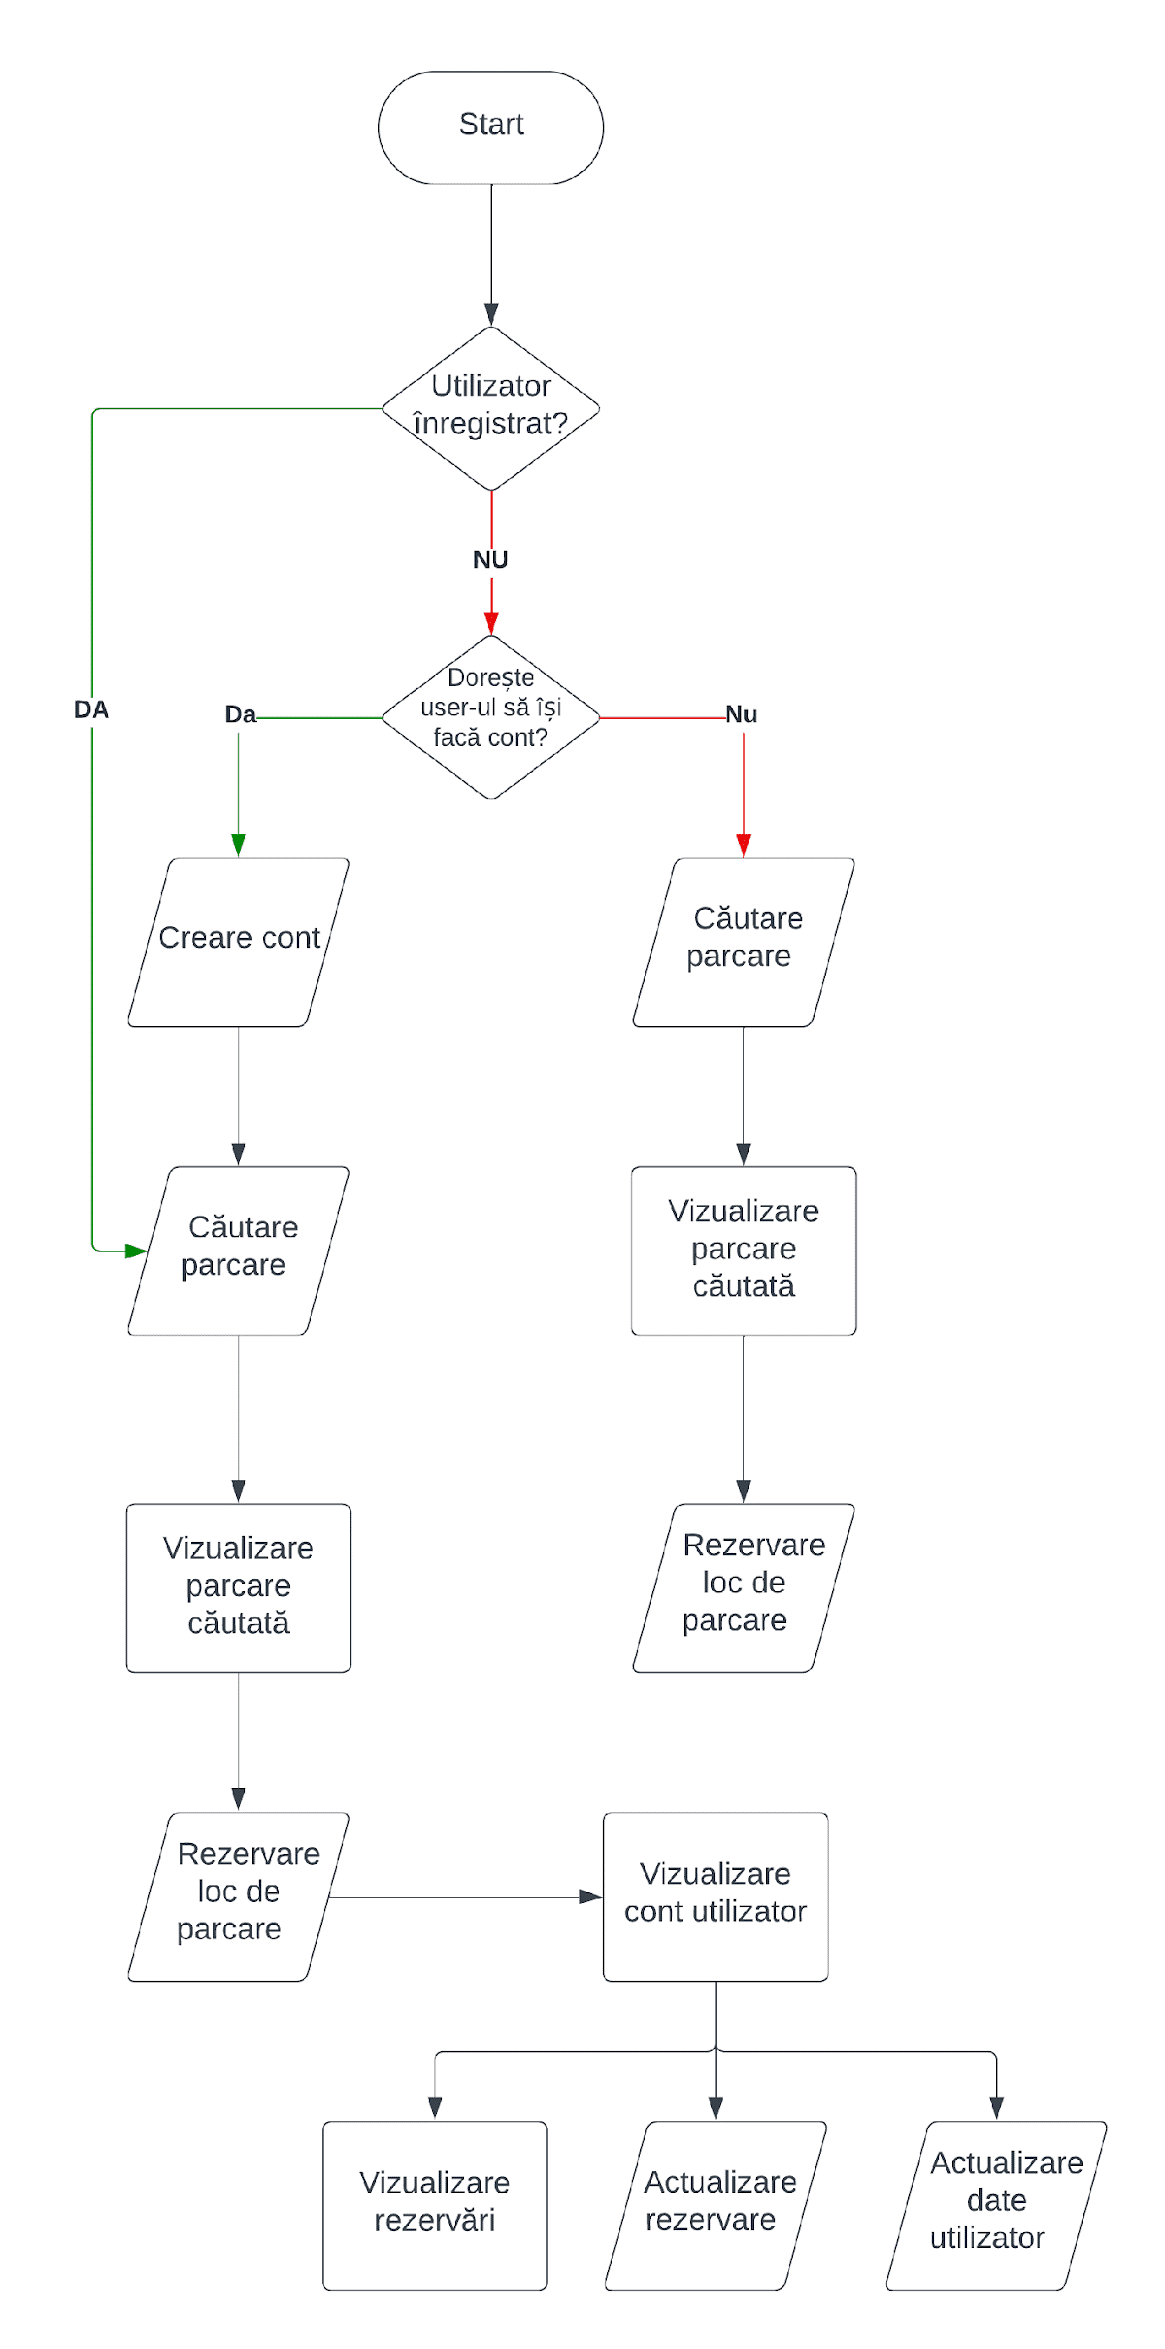 Start
Utilizator
înregistrat?
NU
Dorește
user-ul să își
facă cont?
DA
Da
Nu
Creare cont
Căutare
parcare
Căutare
parcare
Vizualizare
parcare
căutată
Vizualizare
parcare
căutată
Rezervare
loc de
parcare
Rezervare
loc de
parcare
Vizualizare
cont utilizator
Vizualizare
rezervări
Actualizare
rezervare
Actualizare
date
utilizator